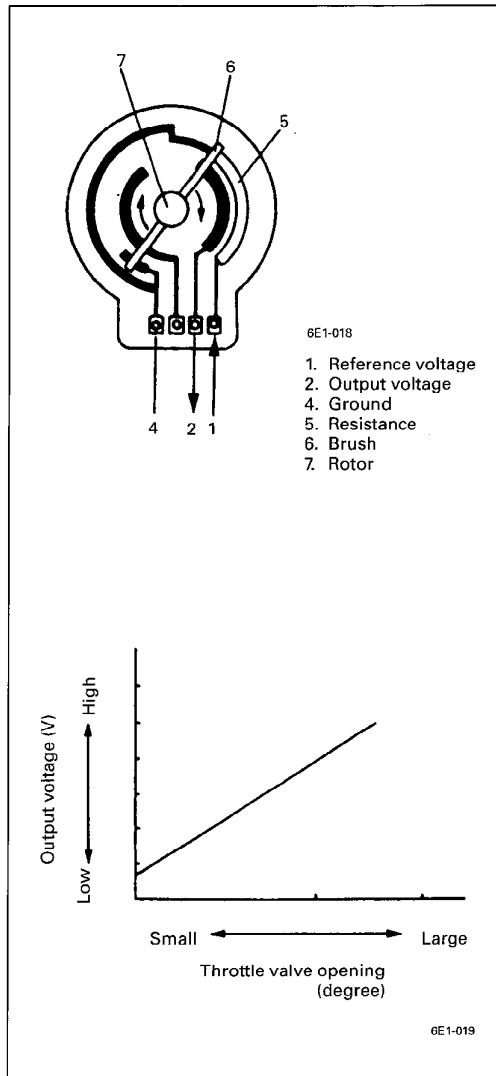 7
6
5
4
2
1
6E1-018
1. Reference voltage
2. Output voltage
4. Ground
5. Resistance
6. Brush
7. Rotor
Output voltage (V)
Low
High
Small
Large
Throttle valve opening
(degree)
6E1-019